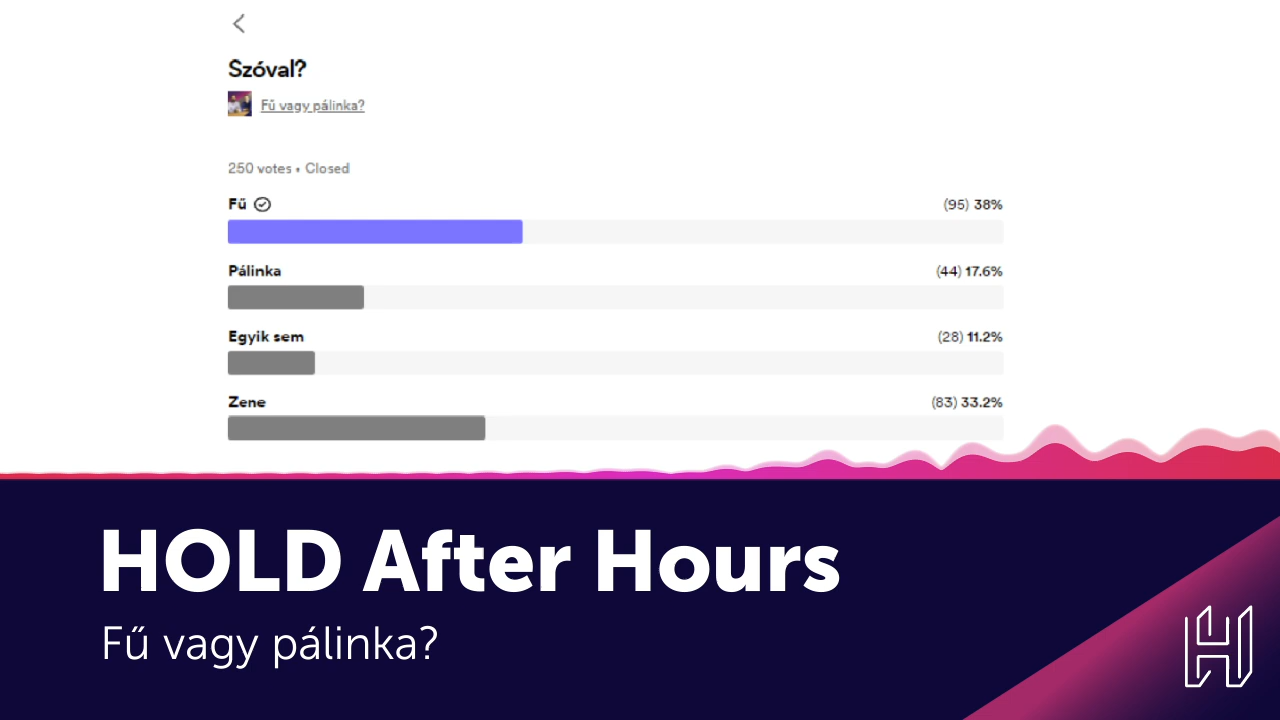 Szóval?
Fű vagy pálinka?
250 votes • Closed
Fű (95) 38%
Pálinka (44) 17.6%
Egyik sem (28) 11.2%
Zene (83) 33.2%
HOLD After Hours
Fű vagy pálinka?